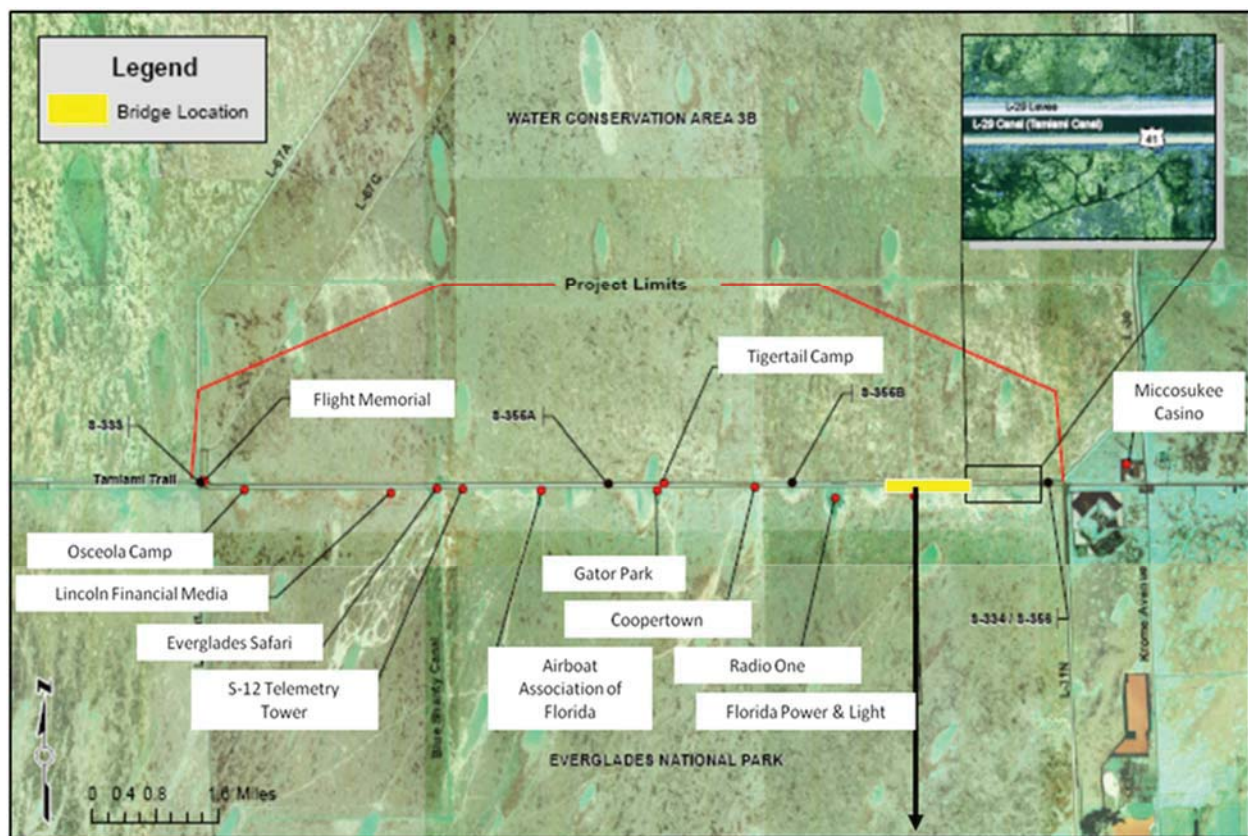 Legend
Bridge Location
L-29 Levee
L-29 Canal (Tamiami Canal)
41
WATER CONSERVATION AREA 3B
L-67A
L-67C
Project Limits
L-30
Tigertail Camp
Miccosukee
Casino
Flight Memorial
S-333
S-355A
S-355B
Tamiami Trail
Osceola Camp
Lincoln Financial Media
Everglades Safari
S-12 Telemetry
Tower
Blue Shanty Canal
Airboat
Association of
Florida
Gator Park
Coopertown
Radio One
Florida Power & Light
S-334 / S-356
L-31N
Krome Avenue
EVERGLADES NATIONAL PARK
0 0.4 0.8 1.6 Miles